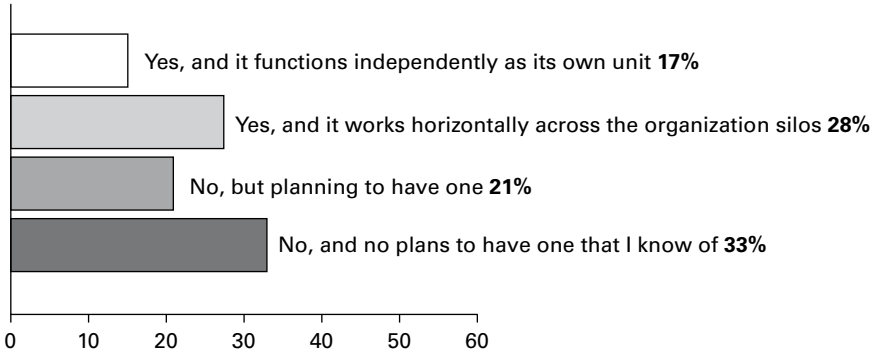 Yes, and it functions independently as its own unit 17%
Yes, and it works horizontally across the organization silos 28%
No, but planning to have one 21%
No, and no plans to have one that I know of 33%
0 10 20 30 40 50 60